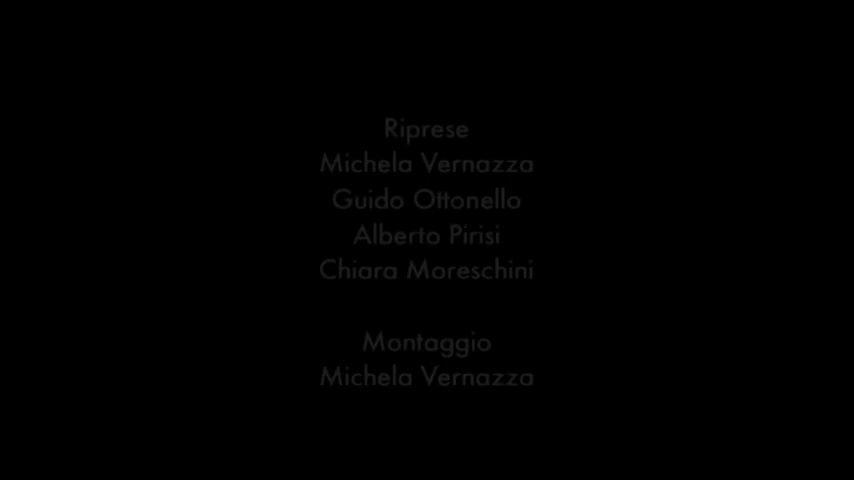 Riprese
Michela Vernazza
Guido Ottonello
Alberto Pirisi
Chiara Moreschini
Montaggio
Michela Vernazza